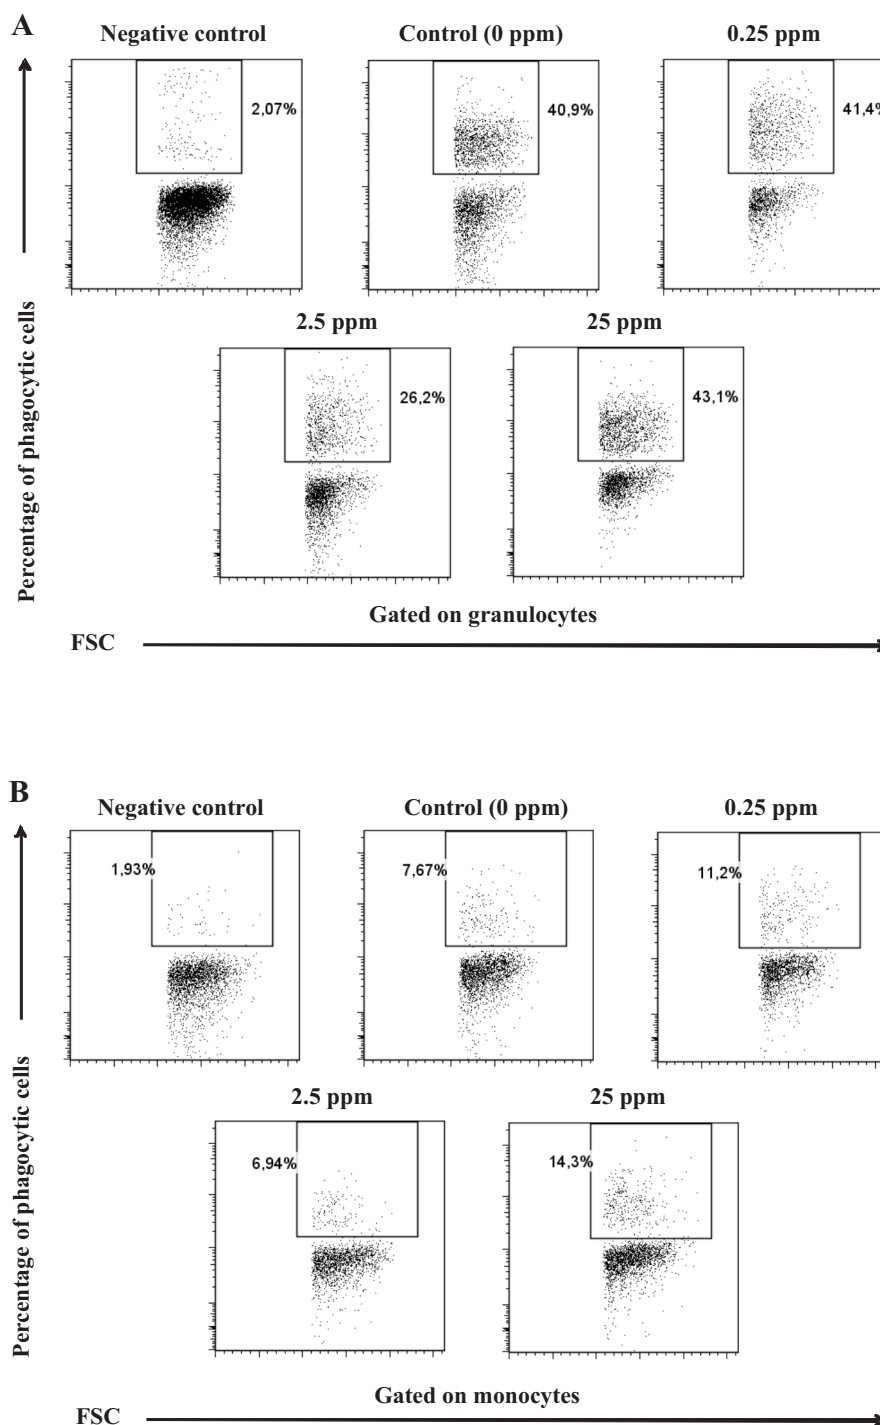 A
Negative control
Control (0 ppm)
0.25 ppm
2,07%
40,9%
41,4%
2.5 ppm
25 ppm
26,2%
43,1%
Percentage of phagocytic cells
Gated on granulocytes
FSC
B
Negative control
Control (0 ppm)
0.25 ppm
1,93%
7,67%
11,2%
2.5 ppm
25 ppm
6,94%
14,3%
Percentage of phagocytic cells
Gated on monocytes
FSC